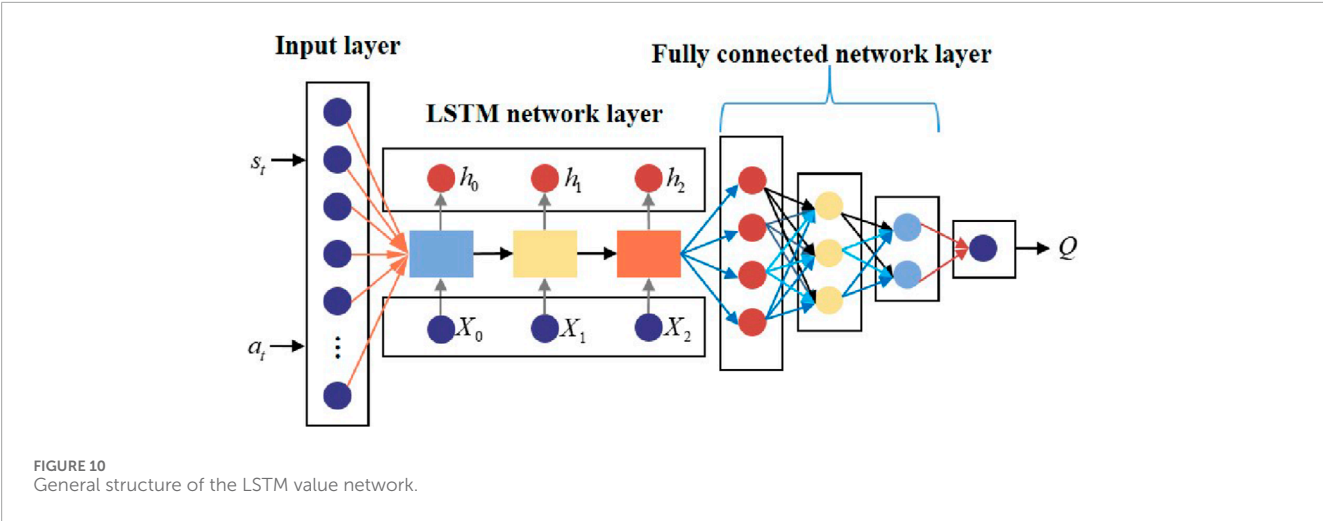 Input layer
Fully connected network layer
LSTM network layer
s_t
h_0 h_1 h_2
Q
X_0 X_1 X_2
a_t
⋮
FIGURE 10
General structure of the LSTM value network.